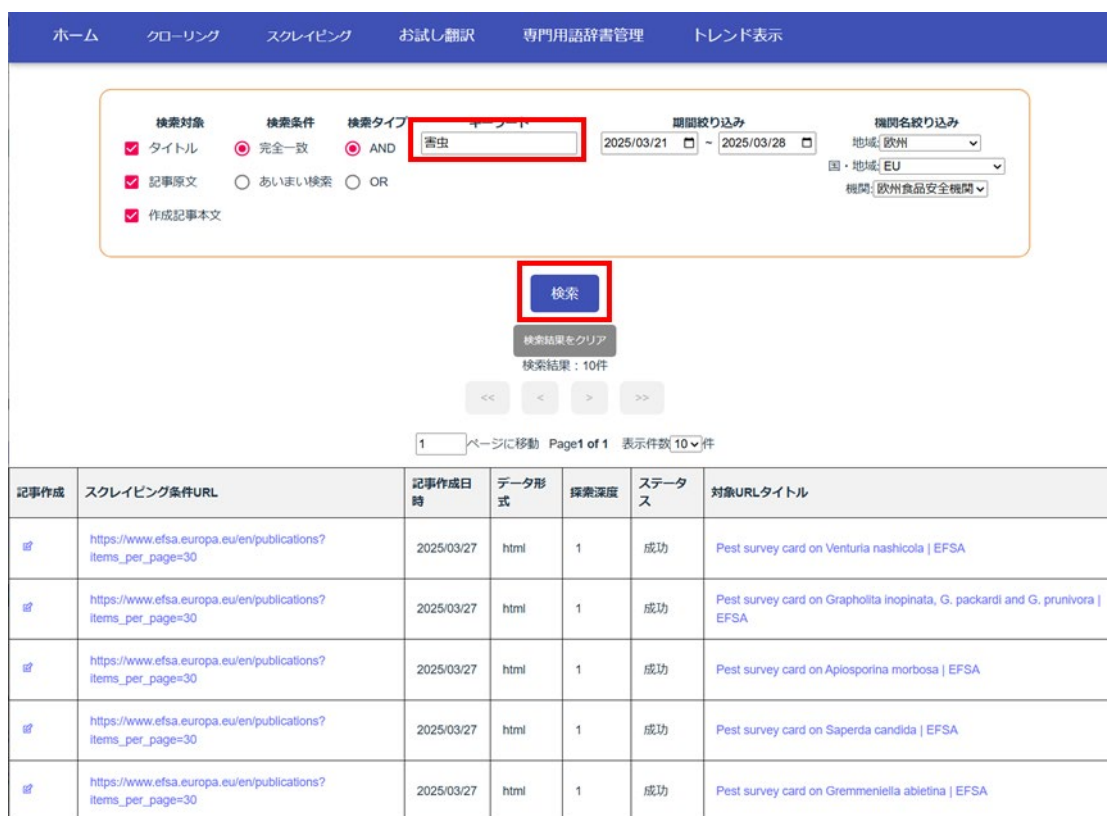 ホーム クローリング スクレイピング お試し翻訳 専門用語辞書管理 トレンド表示
検索対象 検索条件 検索タイプ キーワード 期間絞り込み 機関名絞り込み
タイトル 完全一致 AND 害虫 2025/03/21 ~ 2025/03/28 地域: 欧州
記事原文 あいまい検索 OR 国・地域: EU
作成記事本文 機関: 欧州食品安全機関
検索
検索結果をクリア
検索結果:10件
<< < > >>
1 ページに移動 Page1 of 1 表示件数 10 件
記事作成 スクレイピング条件URL 記事作成日時 データ形式 探索深度 ステータス 対象URLタイトル
https://www.efsa.europa.eu/en/publications?
items_per_page=30 2025/03/27 html 1 成功 Pest survey card on Venturia nashicola | EFSA
https://www.efsa.europa.eu/en/publications?
items_per_page=30 2025/03/27 html 1 成功 Pest survey card on Grapholita inopinata, G. packardi and G. prunivora |
EFSA
https://www.efsa.europa.eu/en/publications?
items_per_page=30 2025/03/27 html 1 成功 Pest survey card on Apiosporina morbosa | EFSA
https://www.efsa.europa.eu/en/publications?
items_per_page=30 2025/03/27 html 1 成功 Pest survey card on Saperda candida | EFSA
https://www.efsa.europa.eu/en/publications?
items_per_page=30 2025/03/27 html 1 成功 Pest survey card on Gremmeniella abietina | EFSA